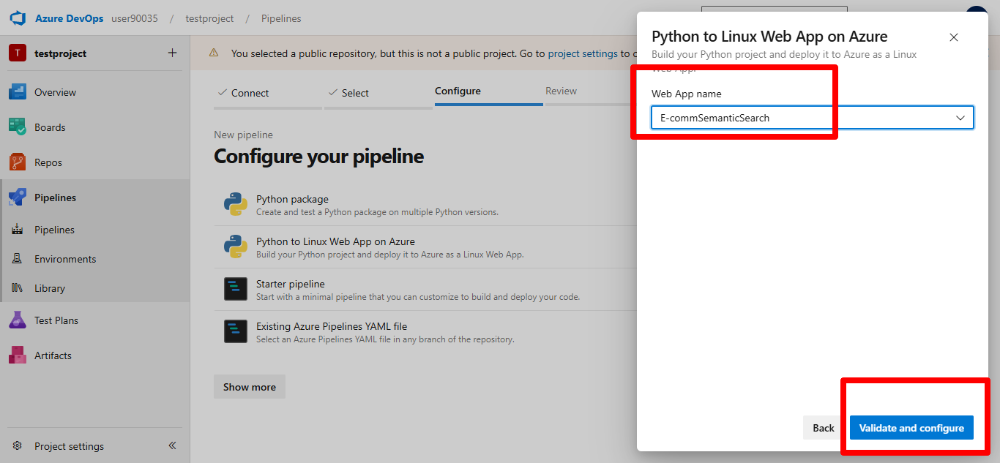 Azure DevOps user90035 / testproject / Pipelines
T testproject
Overview
Boards
Repos
Pipelines
Pipelines
Environments
Library
Test Plans
Artifacts
Project settings
You selected a public repository, but this is not a public project. Go to project settings to c
Connect
Select
Configure
Review
New pipeline
Configure your pipeline
Python package
Create and test a Python package on multiple Python versions.
Python to Linux Web App on Azure
Build your Python project and deploy it to Azure as a Linux Web App.
Starter pipeline
Start with a minimal pipeline that you can customize to build and deploy your code.
Existing Azure Pipelines YAML file
Select an Azure Pipelines YAML file in any branch of the repository.
Show more
Python to Linux Web App on Azure
Build your Python project and deploy it to Azure as a Linux
Web App.
Web App name
E-commSemanticSearch
Back
Validate and configure